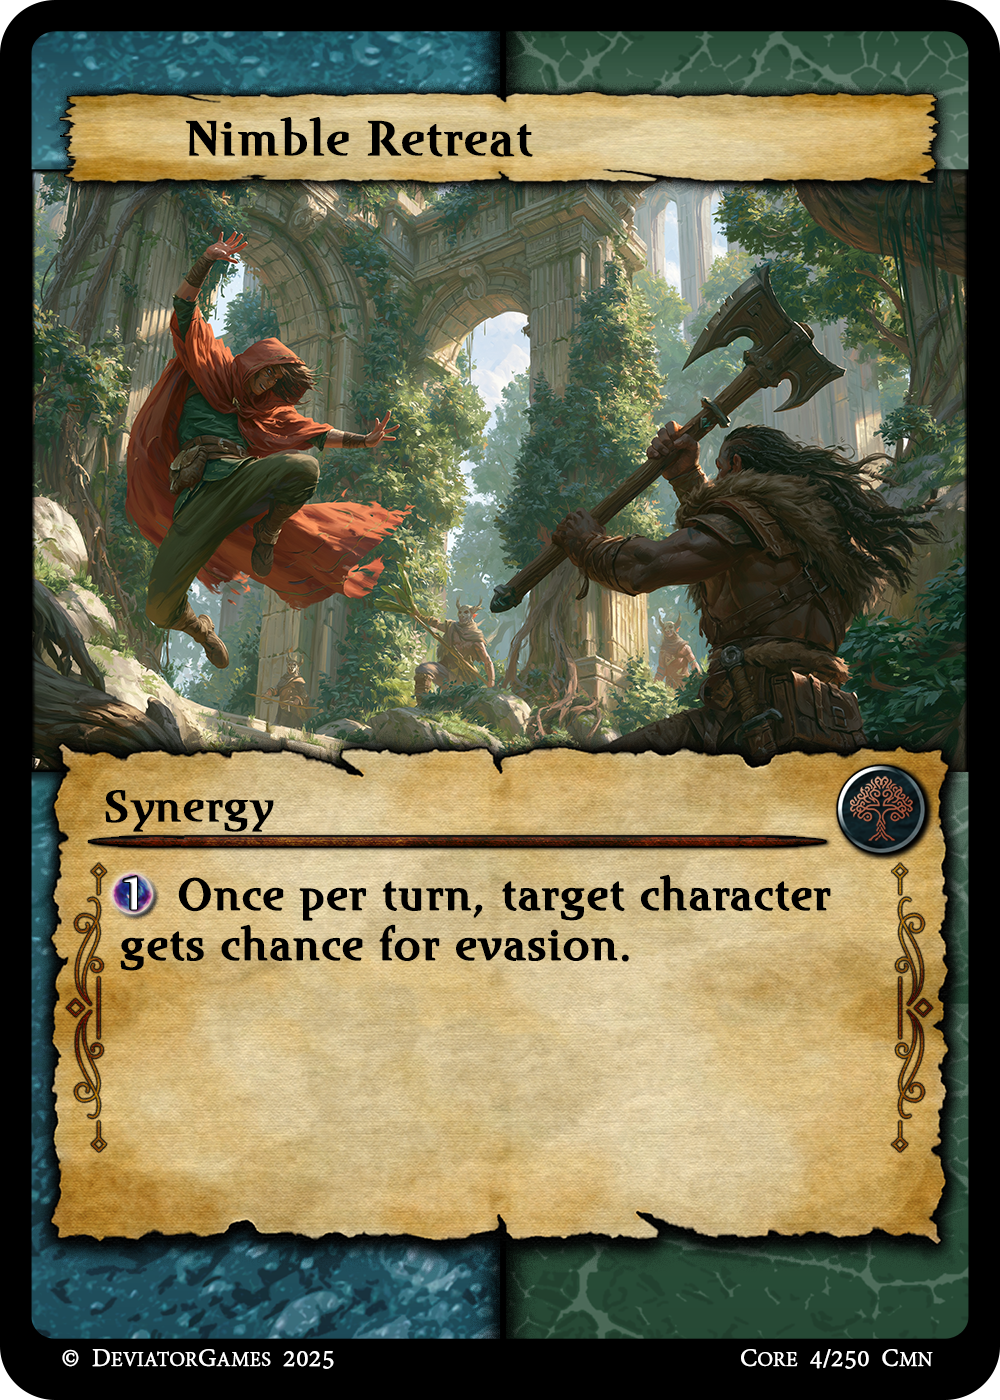 Nimble Retreat
Synergy
1 Once per turn, target character
gets chance for evasion.
© DeviatorGames 2025
Core 4/250 Cmn